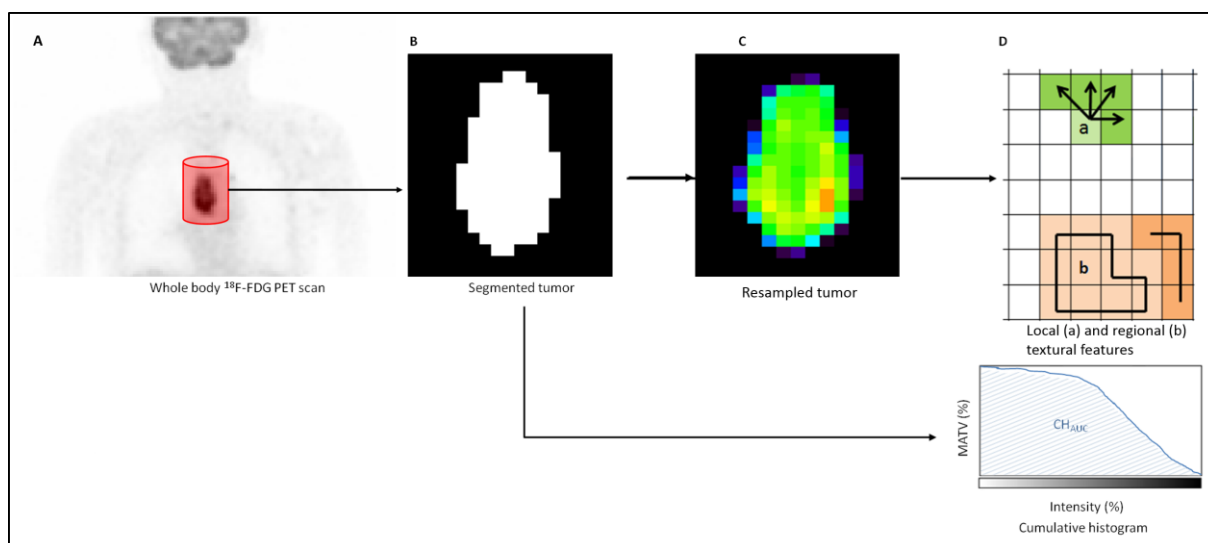 A
B
C
D
a
b
Whole body ¹⁸F-FDG PET scan
Segmented tumor
Resampled tumor
Local (a) and regional (b)
textural features
MATV (%)
CH_AUC
Intensity (%)
Cumulative histogram